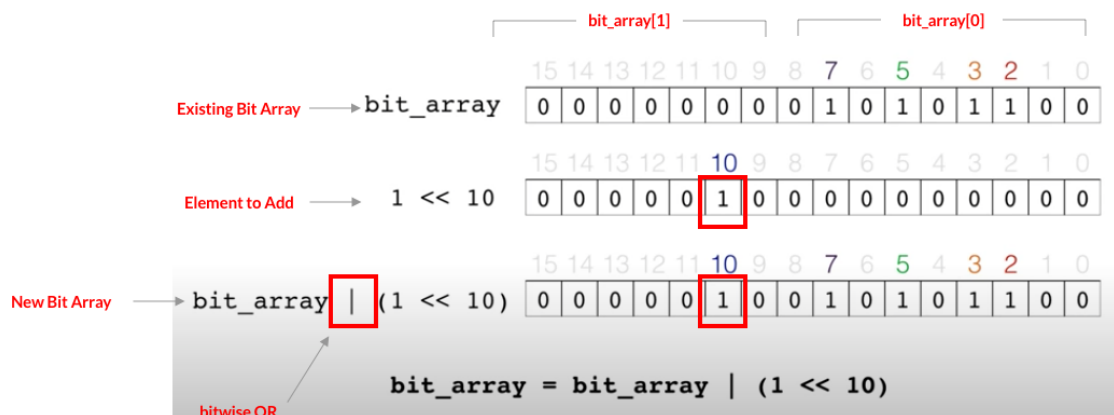 bit_array[1] bit_array[0]
15 14 13 12 11 10 9 8 7 6 5 4 3 2 1 0
Existing Bit Array bit_array 0 0 0 0 0 0 0 0 1 0 1 0 1 1 0 0
15 14 13 12 11 10 9 8 7 6 5 4 3 2 1 0
Element to Add 1 << 10 0 0 0 0 0 1 0 0 0 0 0 0 0 0 0 0
15 14 13 12 11 10 9 8 7 6 5 4 3 2 1 0
New Bit Array bit_array | (1 << 10) 0 0 0 0 0 1 0 0 1 0 1 0 1 1 0 0
bit_array = bit_array | (1 << 10)
bitwise OR